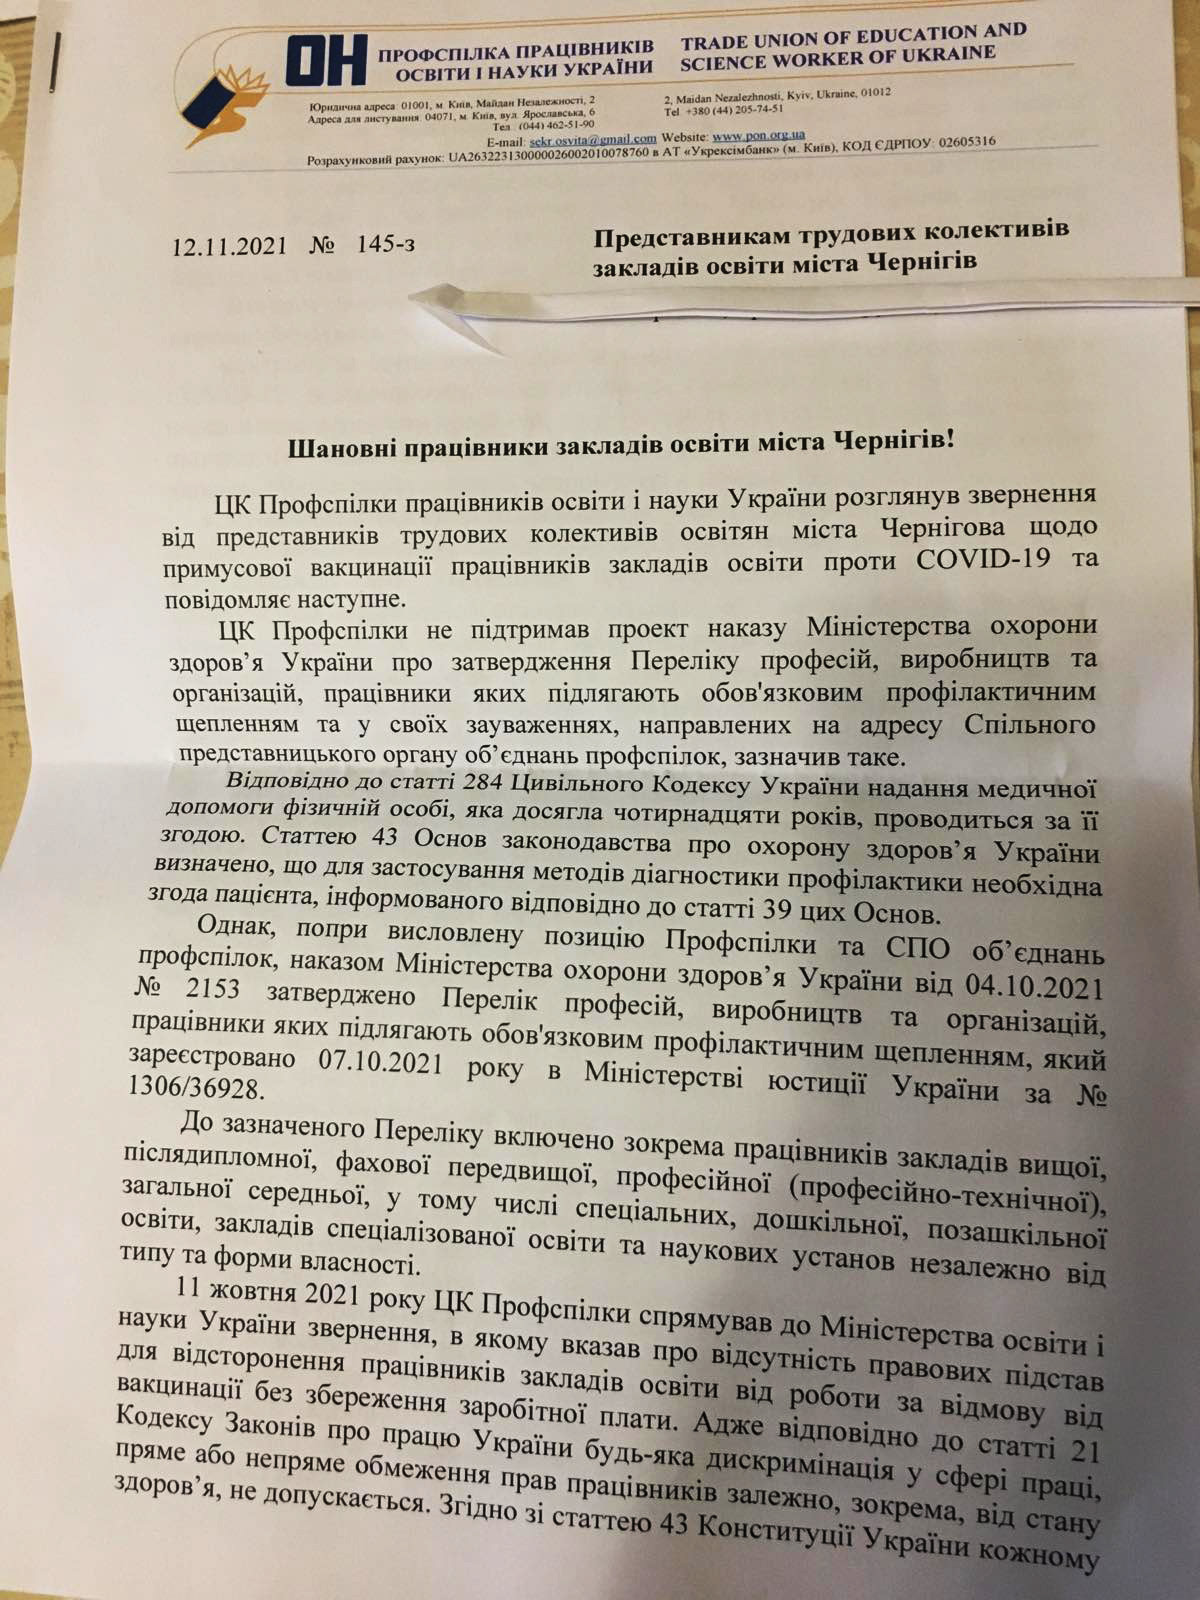 ОН
ПРОФСПІЛКА ПРАЦІВНИКІВ
ОСВІТИ І НАУКИ УКРАЇНИ
TRADE UNION OF EDUCATION AND
SCIENCE WORKER OF UKRAINE
Юридична адреса: 01001, м. Київ, Майдан Незалежності, 2
Адреса для листування: 04071, м. Київ, вул. Ярославська, 6
Тел.: (044) 462-51-90
2, Maidan Nezalezhnosti, Kyiv, Ukraine, 01012
Tel. +380 (44) 205-74-51
E-mail: sekr.osvita@gmail.com Website: www.pon.org.ua
Розрахунковий рахунок: UA263223130000026002010078760 в АТ «Укрексімбанк» (м. Київ), КОД ЄДРПОУ: 02605316
12.11.2021 № 145-з
Представникам трудових колективів
закладів освіти міста Чернігів
Шановні працівники закладів освіти міста Чернігів!
ЦК Профспілки працівників освіти і науки України розглянув звернення
від представників трудових колективів освітян міста Чернігова щодо
примусової вакцинації працівників закладів освіти проти COVID-19 та
повідомляє наступне.
ЦК Профспілки не підтримав проект наказу Міністерства охорони
здоров’я України про затвердження Переліку професій, виробництв та
організацій, працівники яких підлягають обов'язковим профілактичним
щепленням та у своїх зауваженнях, направлених на адресу Спільного
представницького органу об’єднань профспілок, зазначив таке.
Відповідно до статті 284 Цивільного Кодексу України надання медичної
допомоги фізичній особі, яка досягла чотирнадцяти років, проводиться за її
згодою. Статтею 43 Основ законодавства про охорону здоров’я України
визначено, що для застосування методів діагностики профілактики необхідна
згода пацієнта, інформованого відповідно до статті 39 цих Основ.
Однак, попри висловлену позицію Профспілки та СПО об’єднань
профспілок, наказом Міністерства охорони здоров’я України від 04.10.2021
№ 2153 затверджено Перелік професій, виробництв та організацій,
працівники яких підлягають обов'язковим профілактичним щепленням, який
зареєстровано 07.10.2021 року в Міністерстві юстиції України за №
1306/36928.
До зазначеного Переліку включено зокрема працівників закладів вищої,
післядипломної, фахової передвищої, професійної (професійно-технічної),
загальної середньої, у тому числі спеціальних, дошкільної, позашкільної
освіти, закладів спеціалізованої освіти та наукових установ незалежно від
типу та форми власності.
11 жовтня 2021 року ЦК Профспілки спрямував до Міністерства освіти і
науки України звернення, в якому вказав про відсутність правових підстав
для відсторонення працівників закладів освіти від роботи за відмову від
вакцинації без збереження заробітної плати. Адже відповідно до статті 21
Кодексу Законів про працю України будь-яка дискримінація у сфері праці,
пряме або непряме обмеження прав працівників залежно, зокрема, від стану
здоров’я, не допускається. Згідно зі статтею 43 Конституції України кожному